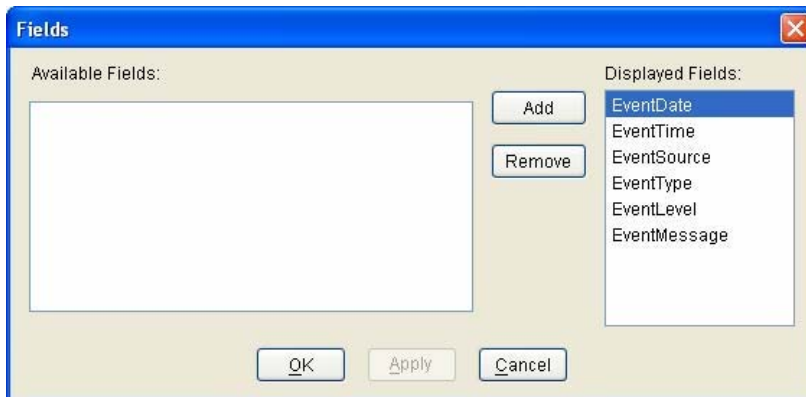 Fields
Available Fields:
Displayed Fields:
Add
Remove
EventDate
EventTime
EventSource
EventType
EventLevel
EventMessage
OK
Apply
Cancel